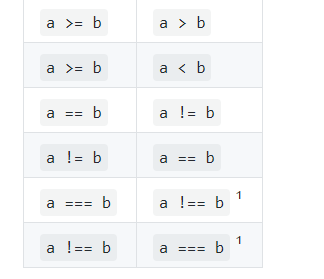 a >= b a > b
a >= b a < b
a == b a != b
a != b a == b
a === b a !== b 1
a !== b a === b 1